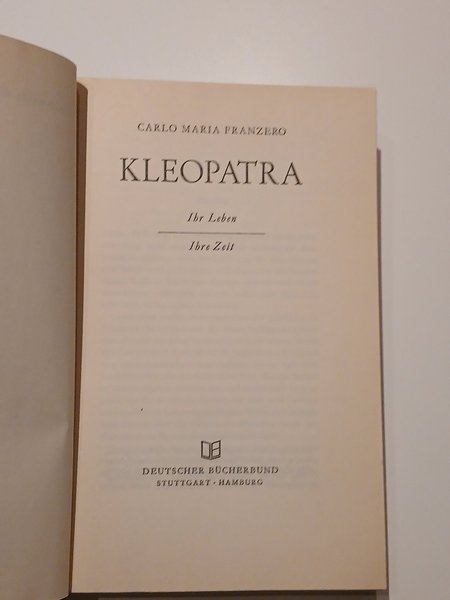 CARLO MARIA FRANZERO
KLEOPATRA
Ihr Leben
Ihre Zeit
DEUTSCHER BÜCHERBUND
STUTTGART · HAMBURG